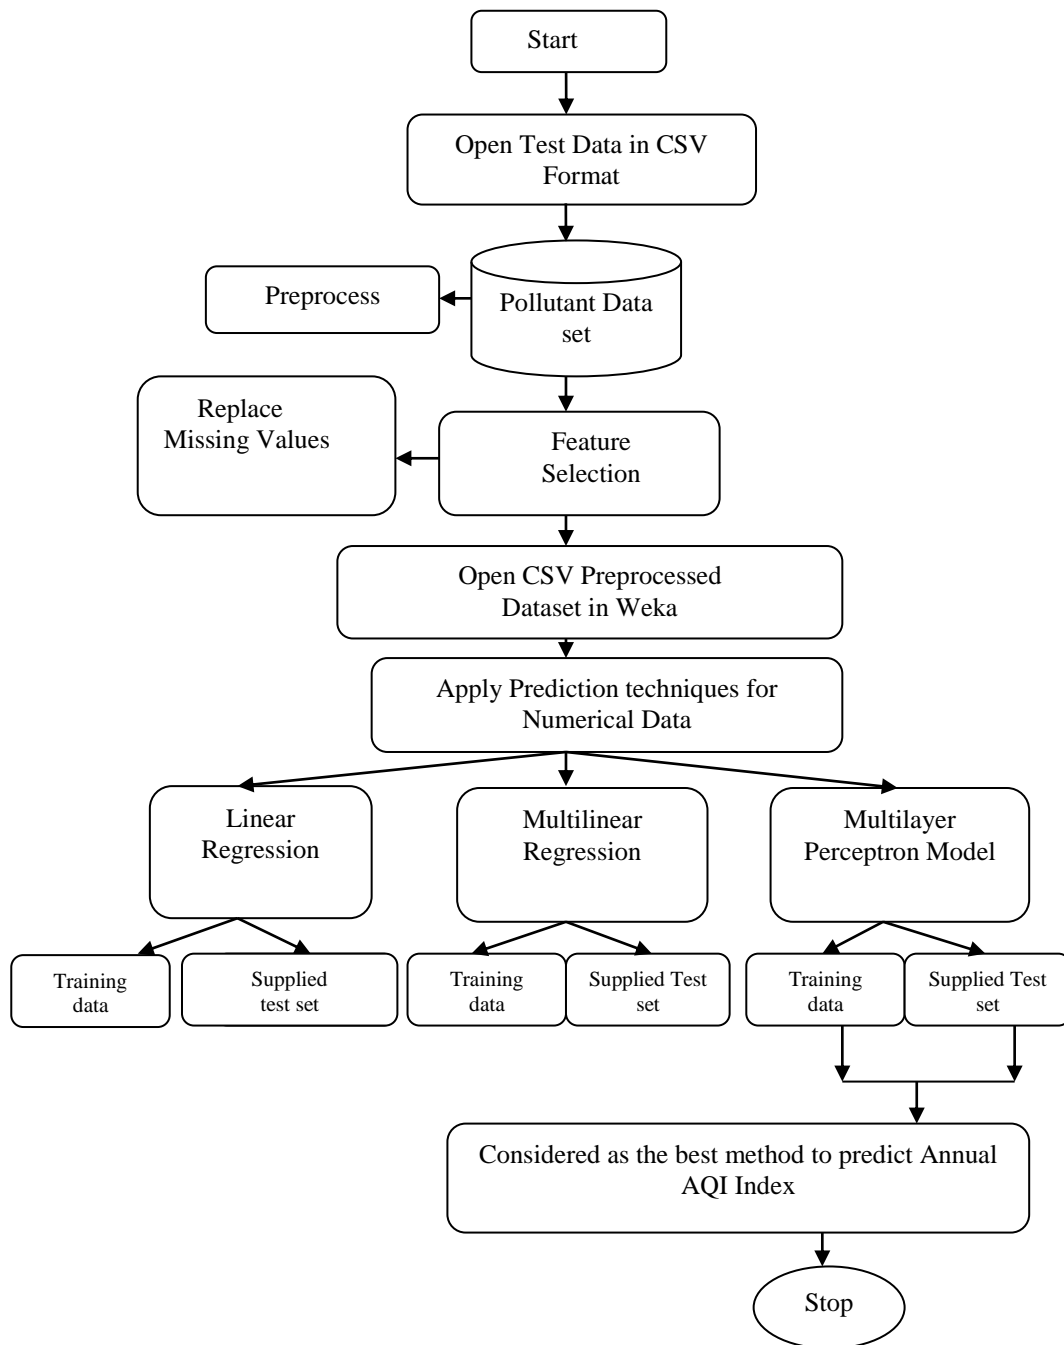 Start
Open Test Data in CSV
Format
Pollutant Data
set
Preprocess
Replace
Missing Values
Feature
Selection
Open CSV Preprocessed
Dataset in Weka
Apply Prediction techniques for
Numerical Data
Linear
Regression
Multilinear
Regression
Multilayer
Perceptron Model
Training
data
Supplied
test set
Training
data
Supplied Test
set
Training
data
Supplied Test
set
Considered as the best method to predict Annual
AQI Index
Stop